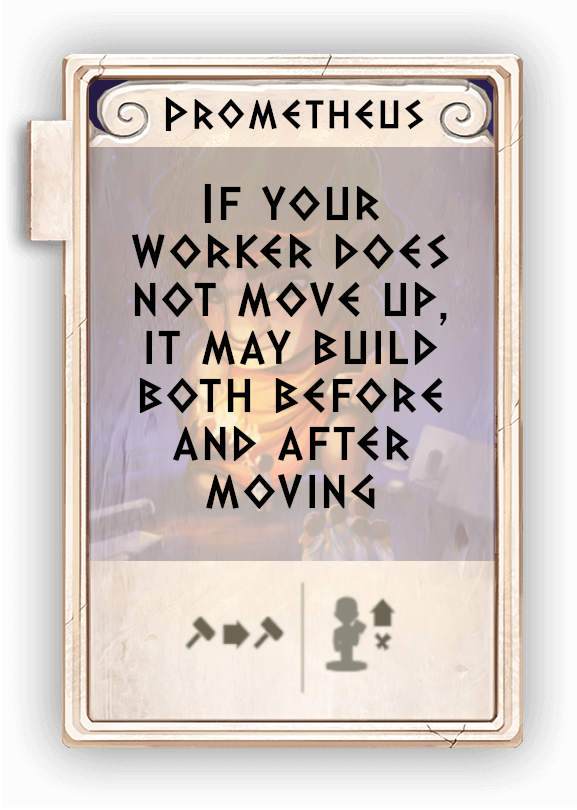 PROMETHEUS
IF YOUR
WORKER DOES
NOT MOVE UP,
IT MAY BUILD
BOTH BEFORE
AND AFTER
MOVING